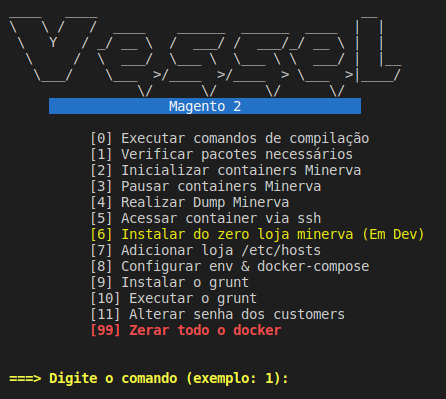 Vessel
Magento 2
[0] Executar comandos de compilação
[1] Verificar pacotes necessários
[2] Inicializar containers Minerva
[3] Pausar containers Minerva
[4] Realizar Dump Minerva
[5] Acessar container via ssh
[6] Instalar do zero loja minerva (Em Dev)
[7] Adicionar loja /etc/hosts
[8] Configurar env & docker-compose
[9] Instalar o grunt
[10] Executar o grunt
[11] Alterar senha dos customers
[99] Zerar todo o docker
===> Digite o comando (exemplo: 1):